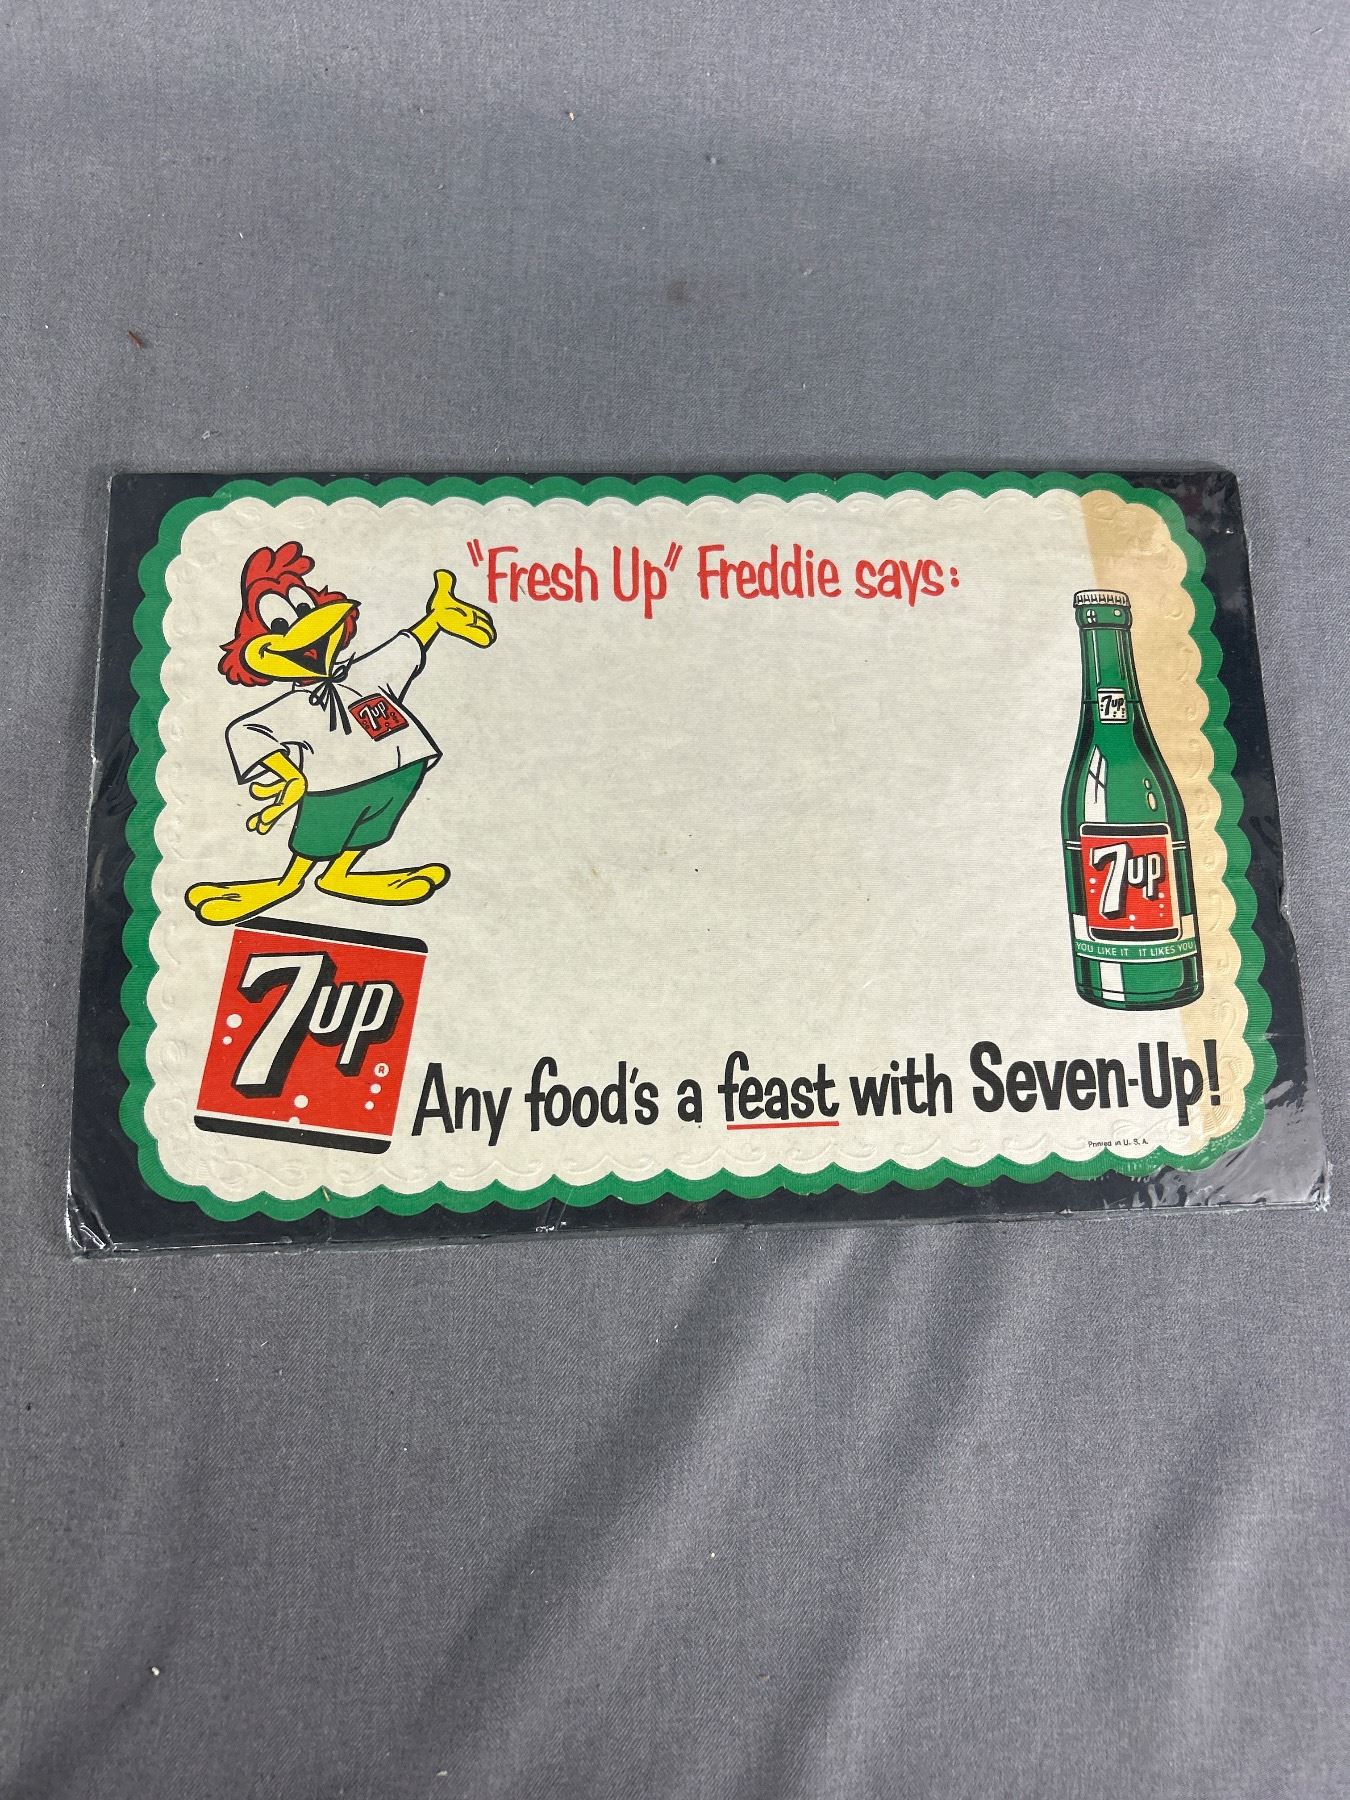 "Fresh Up" Freddie says:
7up
7up
7up
YOU LIKE IT IT LIKES YOU
7up ®
Any food's a feast with Seven-Up!
Printed in U.S.A.